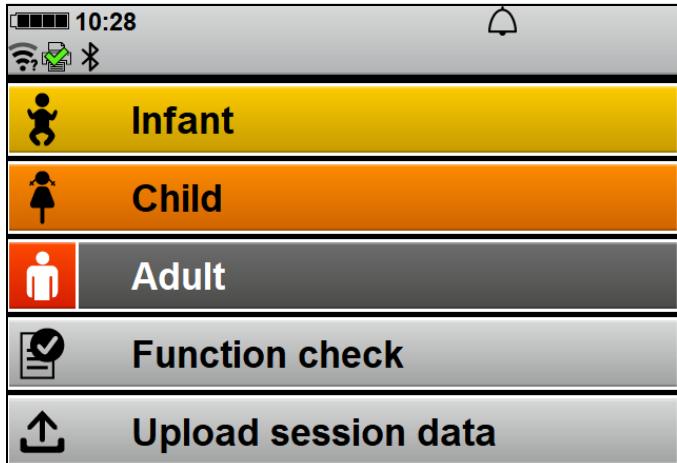 10:28
?
Infant
Child
Adult
Function check
Upload session data